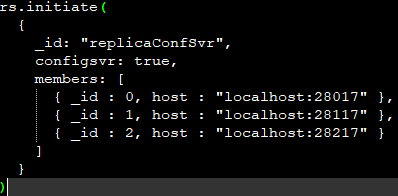 rs.initiate(
{
_id: "replicaConfSvr",
configsvr: true,
members: [
{ _id : 0, host : "localhost:28017" },
{ _id : 1, host : "localhost:28117" },
{ _id : 2, host : "localhost:28217" }
]
}
)